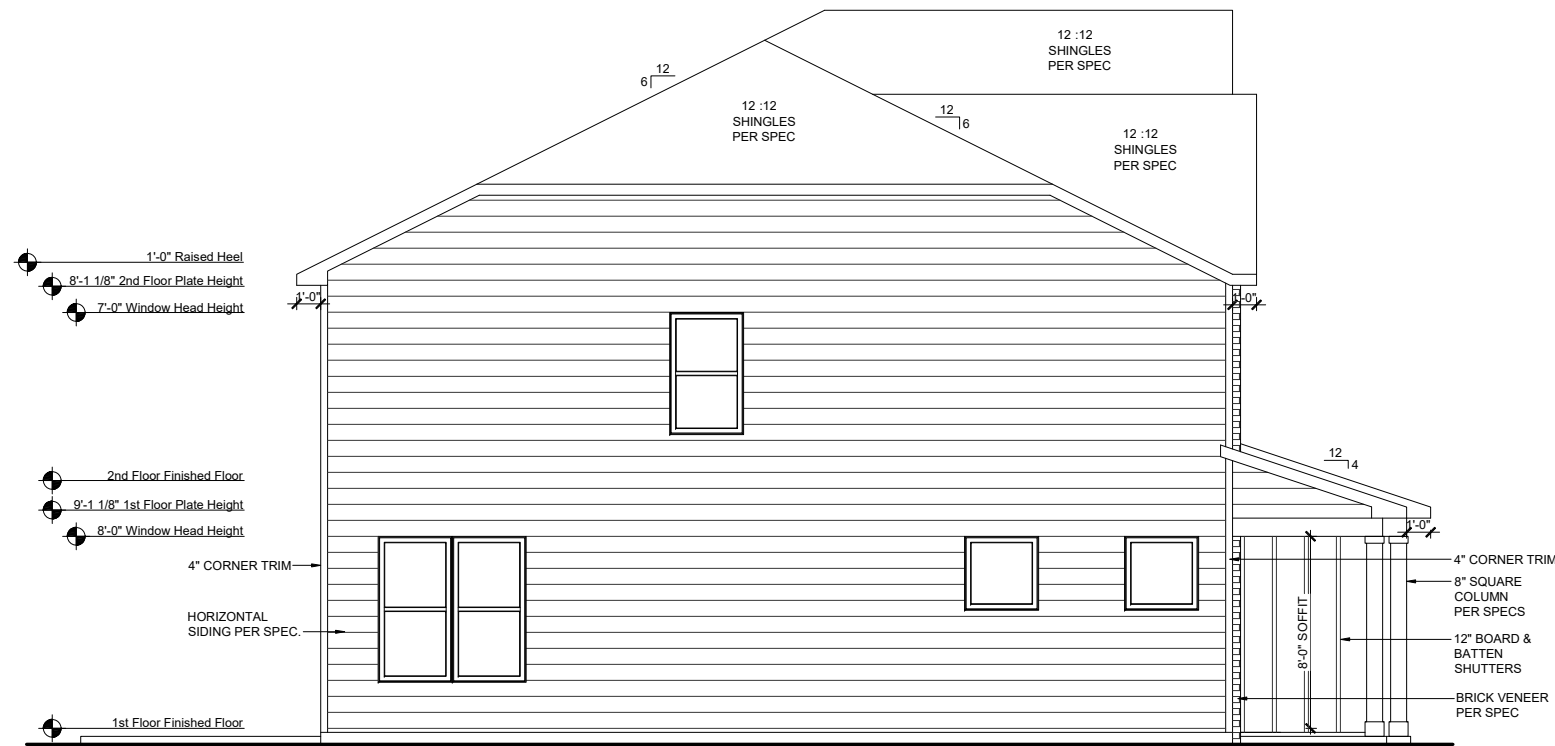 12 :12
SHINGLES
PER SPEC
12
6
12 :12
SHINGLES
PER SPEC
12
6
12 :12
SHINGLES
PER SPEC
1'-0" Raised Heel
8'-1 1/8" 2nd Floor Plate Height
7'-0" Window Head Height
1'-0"
1'-0"
12
4
2nd Floor Finished Floor
9'-1 1/8" 1st Floor Plate Height
8'-0" Window Head Height
1'-0"
4" CORNER TRIM
HORIZONTAL
SIDING PER SPEC.
8'-0" SOFFIT
4" CORNER TRIM
8" SQUARE
COLUMN
PER SPECS
12" BOARD &
BATTEN
SHUTTERS
BRICK VENEER
PER SPEC
1st Floor Finished Floor